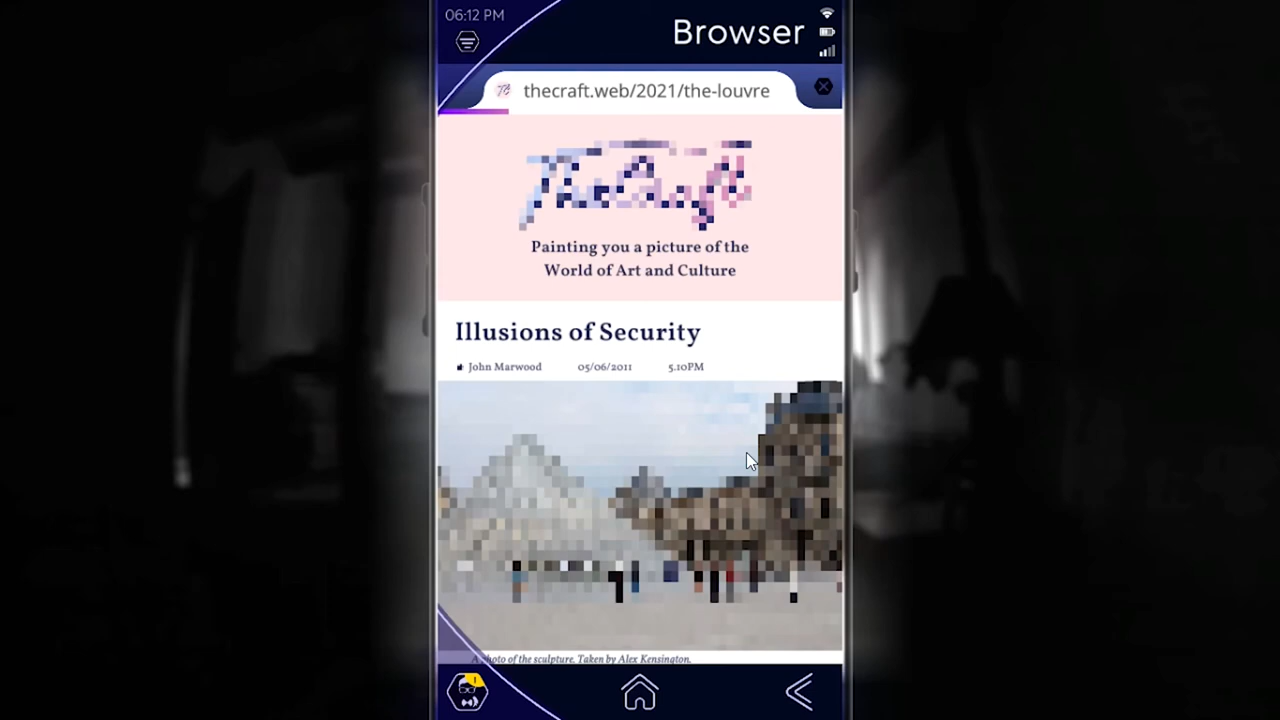 06:12 PM
Browser
thecraft.web/2021/the-louvre
TheCraft
Painting you a picture of the
World of Art and Culture
Illusions of Security
John Marwood 05/06/2011 5.10PM
A photo of the sculpture. Taken by Alex Kensington.